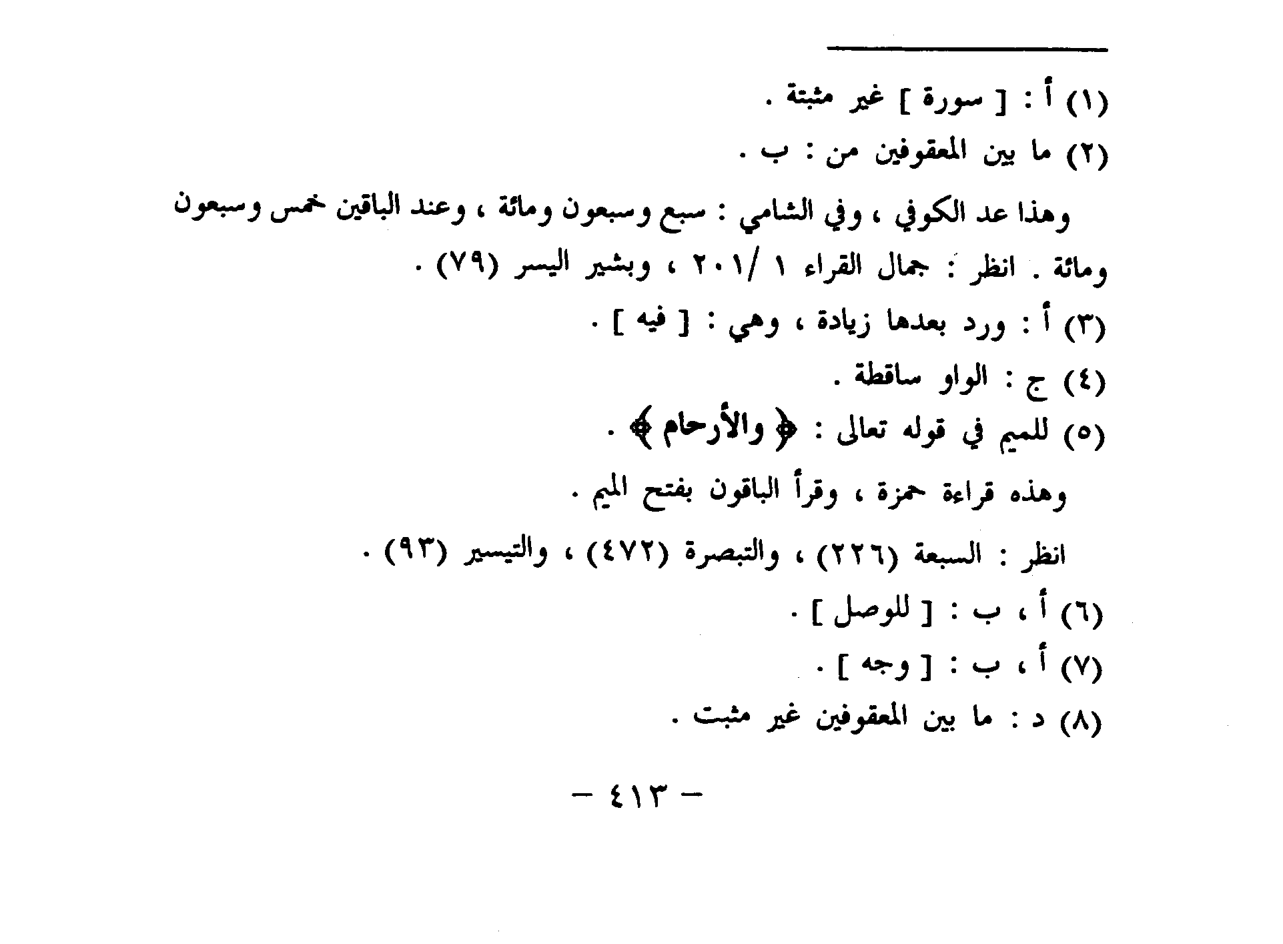 (١) أ : [ سورة ] غير مثبتة .
(٢) ما بين المعقوفين من : ب .
وهذا عد الكوفي ، وفي الشامي : سبع وسبعون ومائة ، وعند الباقين خمس وسبعون
ومائة . انظر : جمال القراء ١ /٢٠١ ، وبشير اليسر (٧٩) .
(٣) أ : ورد بعدها زيادة ، وهي : [ فيه ] .
(٤) ج : الواو ساقطة .
(٥) للميم في قوله تعالى : ﴿ والأرحام ﴾ .
وهذه قراءة حمزة ، وقرأ الباقون بفتح الميم .
انظر : السبعة (٢٢٦) ، والتبصرة (٤٧٢) ، والتيسير (٩٣) .
(٦) أ ، ب : [ للوصل ] .
(٧) أ ، ب : [ وجه ] .
(٨) د : ما بين المعقوفين غير مثبت .
– ٤١٣ –